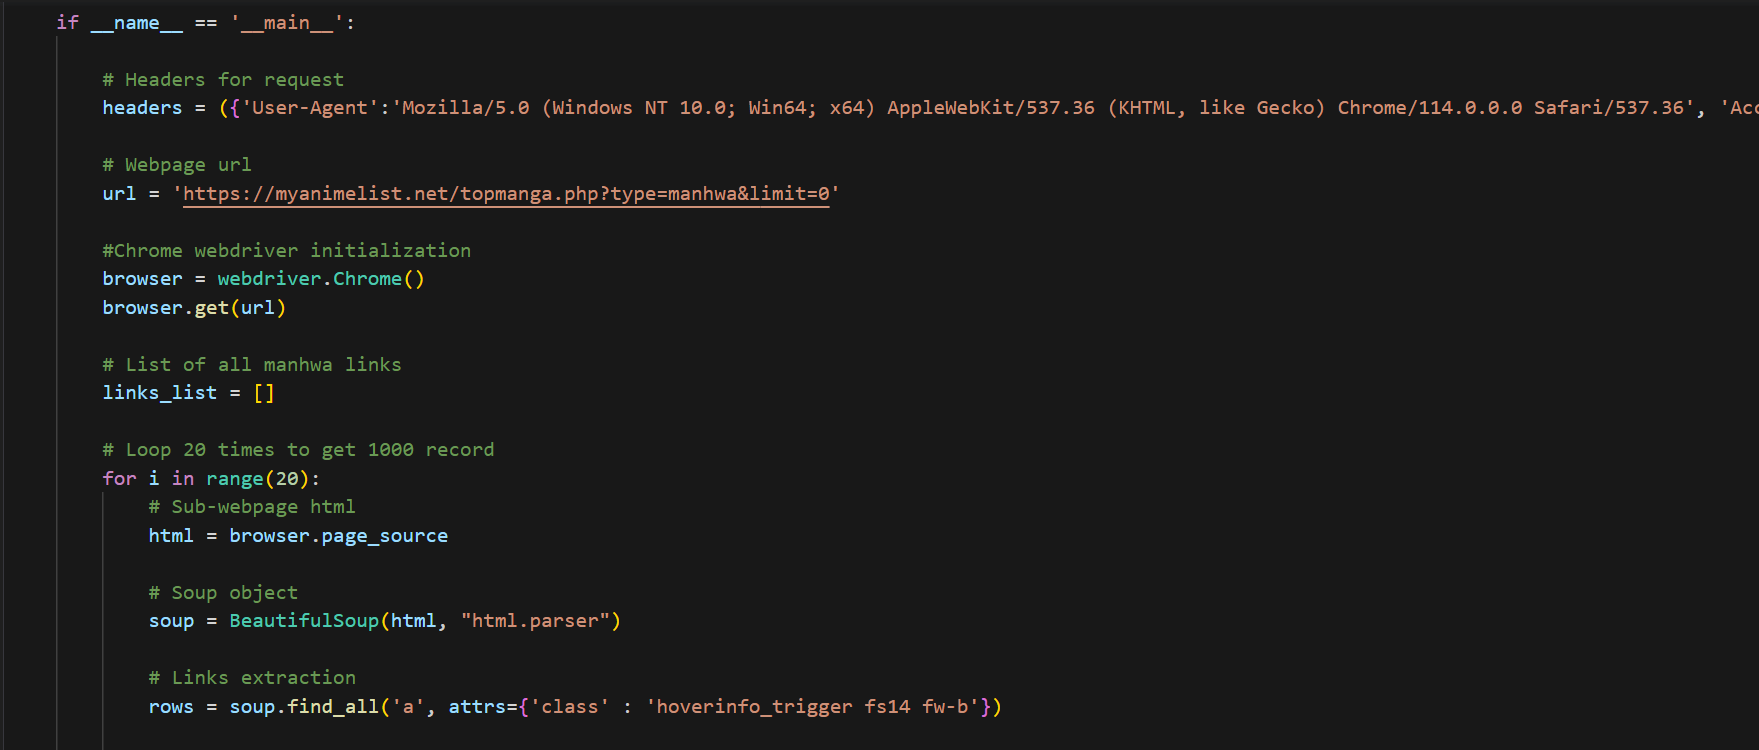 if __name__ == '__main__':
# Headers for request
headers = ({'User-Agent':'Mozilla/5.0 (Windows NT 10.0; Win64; x64) AppleWebKit/537.36 (KHTML, like Gecko) Chrome/114.0.0.0 Safari/537.36', 'Acc
# Webpage url
url = 'https://myanimelist.net/topmanga.php?type=manhwa&limit=0'
#Chrome webdriver initialization
browser = webdriver.Chrome()
browser.get(url)
# List of all manhwa links
links_list = []
# Loop 20 times to get 1000 record
for i in range(20):
# Sub-webpage html
html = browser.page_source
# Soup object
soup = BeautifulSoup(html, "html.parser")
# Links extraction
rows = soup.find_all('a', attrs={'class' : 'hoverinfo_trigger fs14 fw-b'})